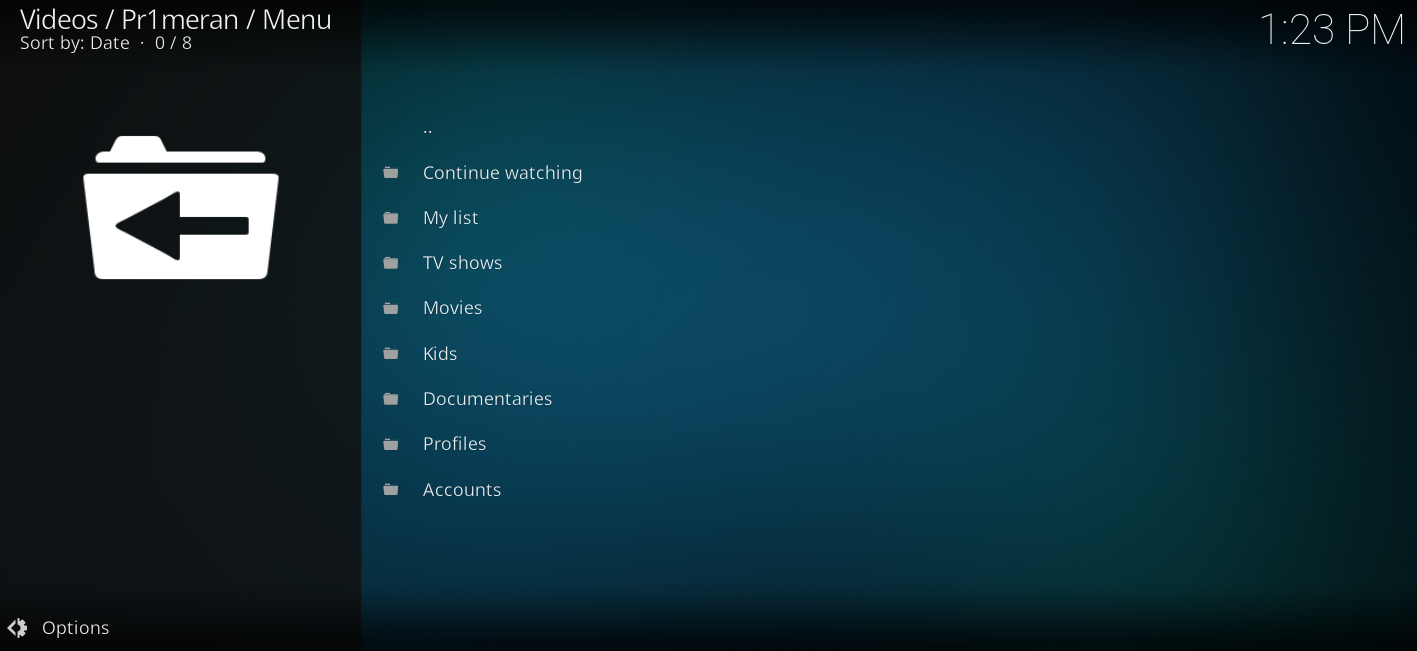 Videos / Pr1meran / Menu
Sort by: Date · 0 / 8
1:23 PM
..
Continue watching
My list
TV shows
Movies
Kids
Documentaries
Profiles
Accounts
Options